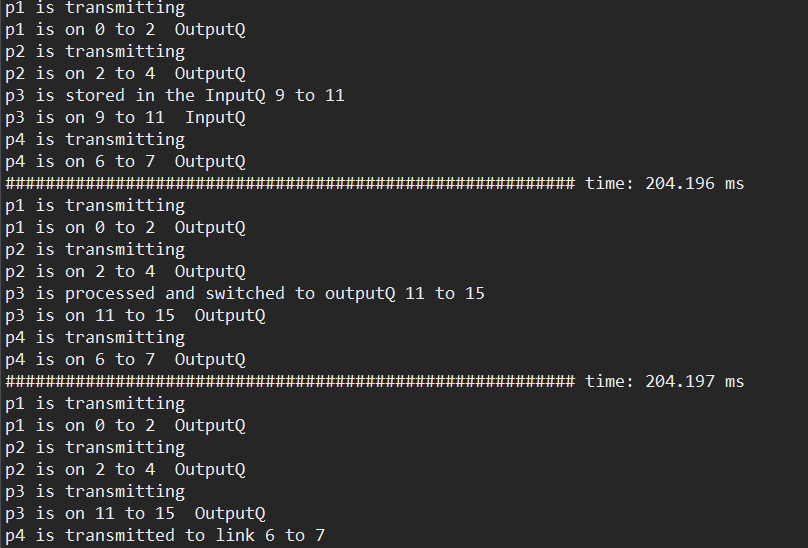 p1 is transmitting
p1 is on 0 to 2  OutputQ
p2 is transmitting
p2 is on 2 to 4  OutputQ
p3 is stored in the InputQ 9 to 11
p3 is on 9 to 11  InputQ
p4 is transmitting
p4 is on 6 to 7  OutputQ
######################################################### time: 204.196 ms
p1 is transmitting
p1 is on 0 to 2  OutputQ
p2 is transmitting
p2 is on 2 to 4  OutputQ
p3 is processed and switched to outputQ 11 to 15
p3 is on 11 to 15  OutputQ
p4 is transmitting
p4 is on 6 to 7  OutputQ
######################################################### time: 204.197 ms
p1 is transmitting
p1 is on 0 to 2  OutputQ
p2 is transmitting
p2 is on 2 to 4  OutputQ
p3 is transmitting
p3 is on 11 to 15  OutputQ
p4 is transmitted to link 6 to 7